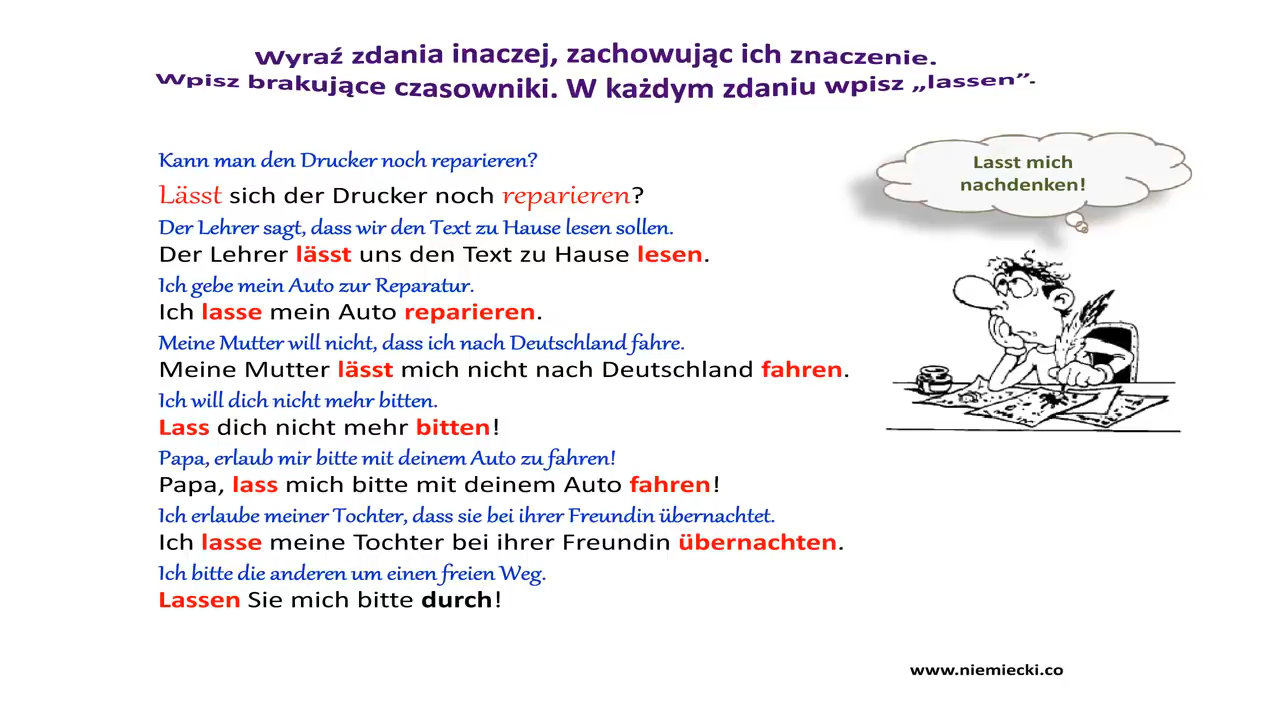 Wyraź zdania inaczej, zachowując ich znaczenie.
Wpisz brakujące czasowniki. W każdym zdaniu wpisz „lassen”.
Kann man den Drucker noch reparieren?
Lässt sich der Drucker noch reparieren?
Der Lehrer sagt, dass wir den Text zu Hause lesen sollen.
Der Lehrer lässt uns den Text zu Hause lesen.
Ich gebe mein Auto zur Reparatur.
Ich lasse mein Auto reparieren.
Meine Mutter will nicht, dass ich nach Deutschland fahre.
Meine Mutter lässt mich nicht nach Deutschland fahren.
Ich will dich nicht mehr bitten.
Lass dich nicht mehr bitten!
Papa, erlaub mir bitte mit deinem Auto zu fahren!
Papa, lass mich bitte mit deinem Auto fahren!
Ich erlaube meiner Tochter, dass sie bei ihrer Freundin übernachtet.
Ich lasse meine Tochter bei ihrer Freundin übernachten.
Ich bitte die anderen um einen freien Weg.
Lassen Sie mich bitte durch!
Lasst mich
nachdenken!
www.niemiecki.co